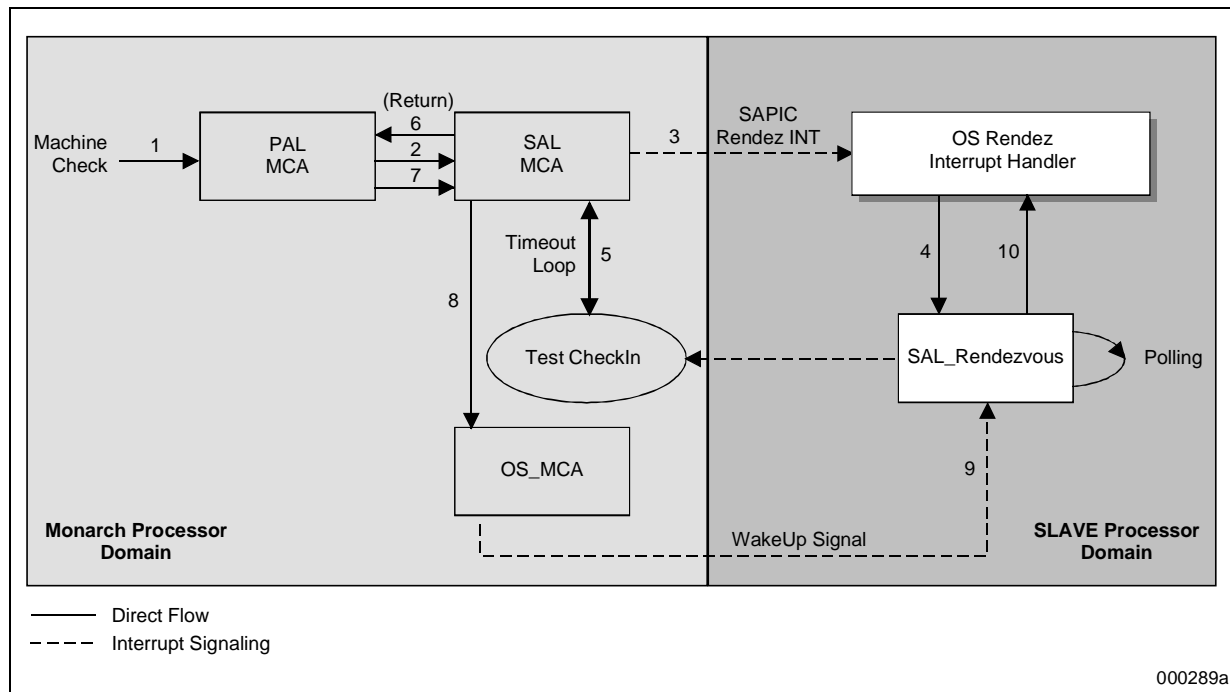 (Return)
Machine
Check
1
PAL
MCA
6
2
7
SAL
MCA
3
SAPIC
Rendez INT
OS Rendez
Interrupt Handler
Timeout
Loop
5
4
10
8
Test CheckIn
SAL_Rendezvous
Polling
OS_MCA
9
Monarch Processor
Domain
WakeUp Signal
SLAVE Processor
Domain
Direct Flow
Interrupt Signaling
000289a